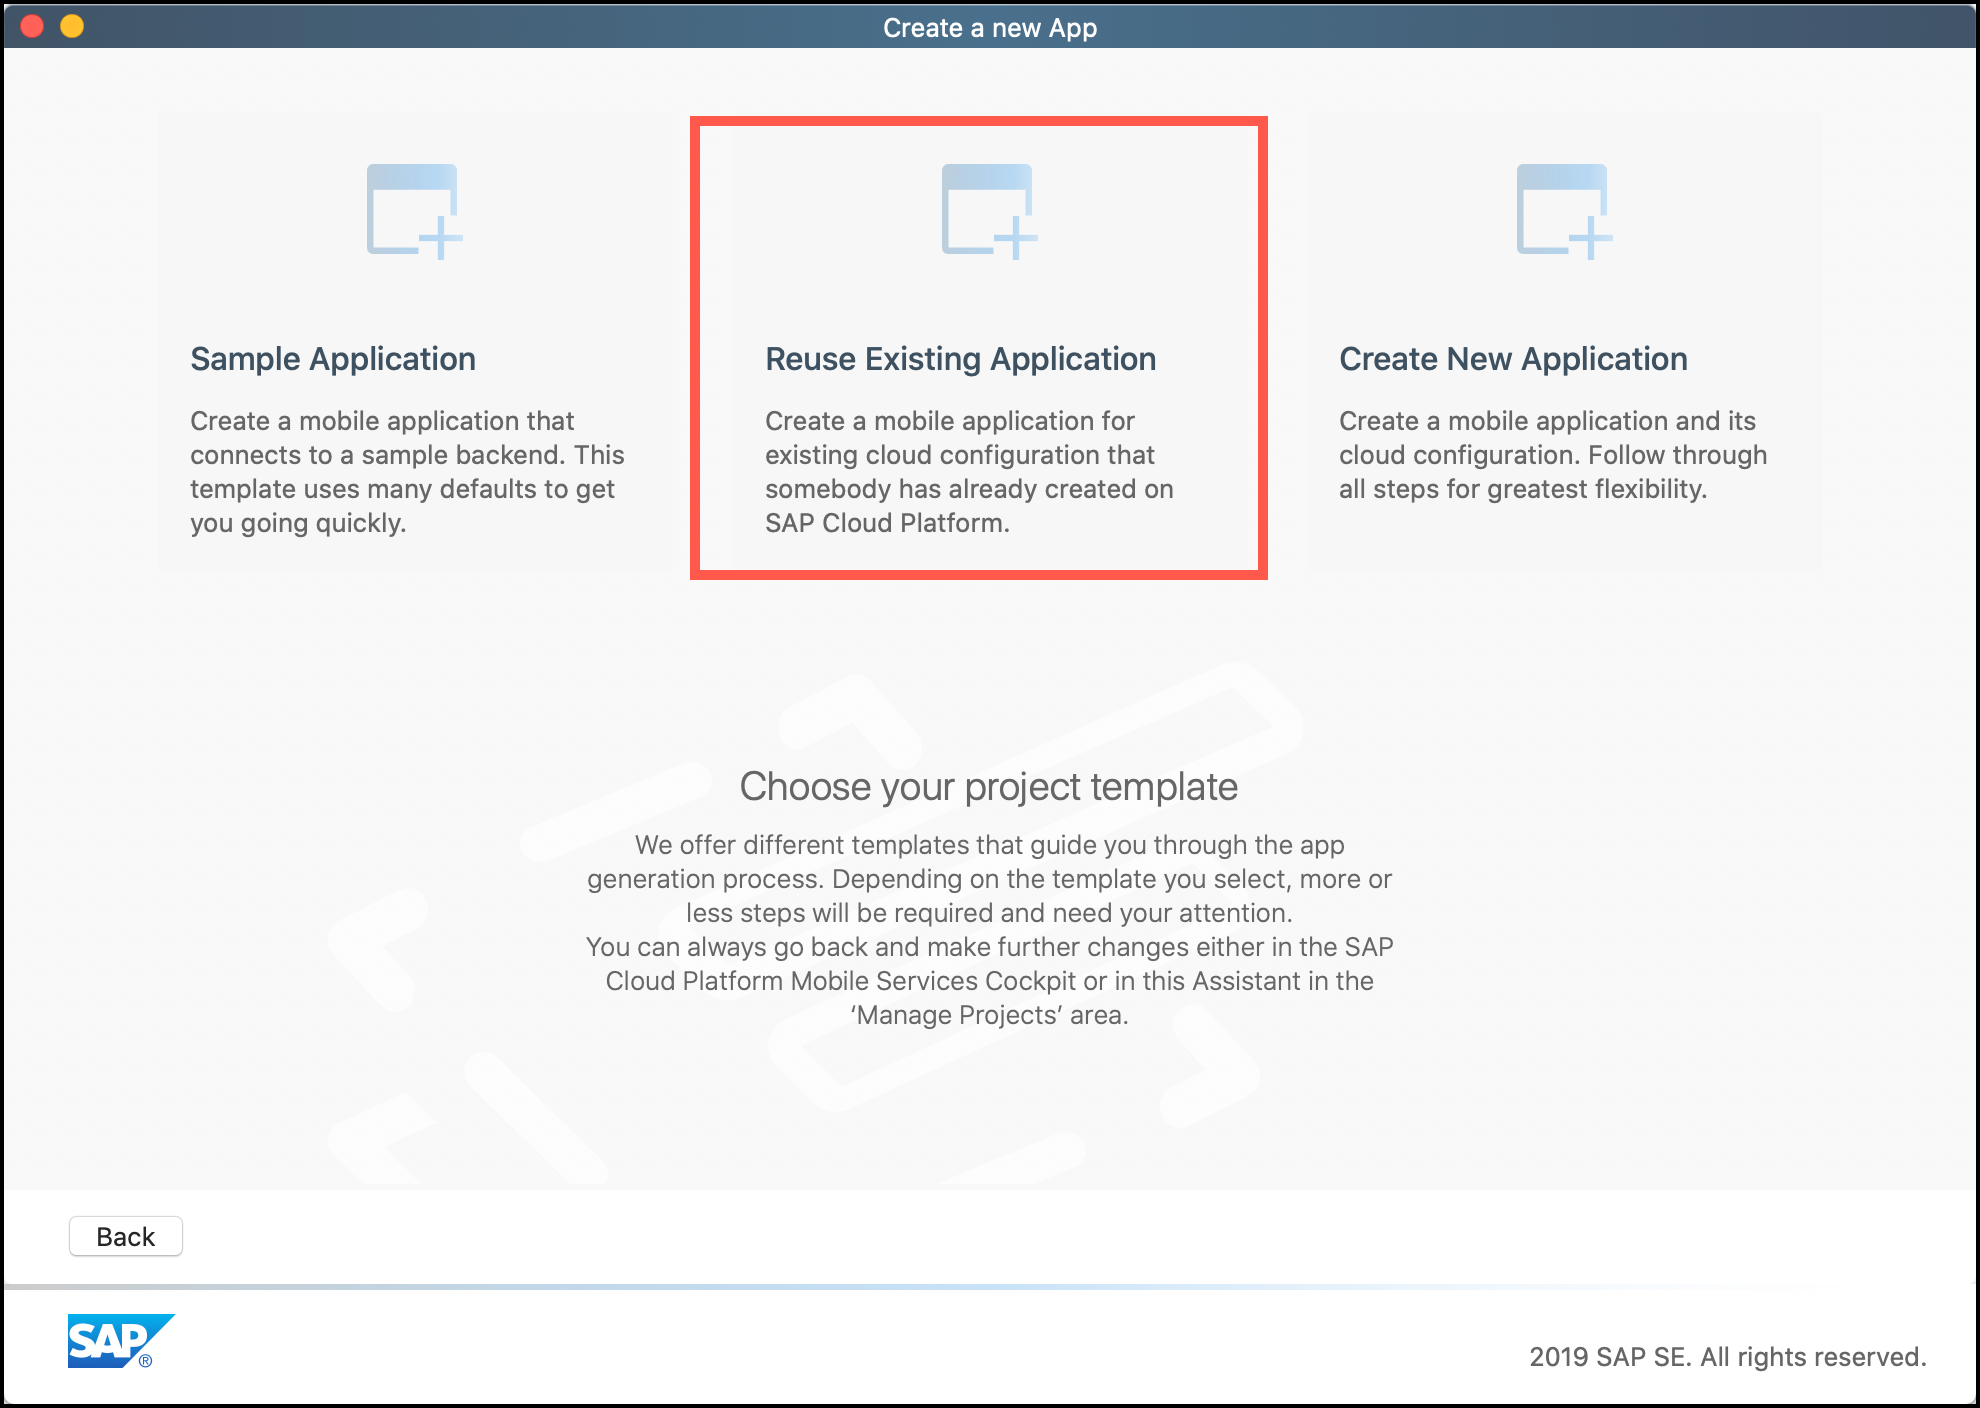 Create a new App
Sample Application
Create a mobile application that
connects to a sample backend. This
template uses many defaults to get
you going quickly.
Reuse Existing Application
Create a mobile application for
existing cloud configuration that
somebody has already created on
SAP Cloud Platform.
Create New Application
Create a mobile application and its
cloud configuration. Follow through
all steps for greatest flexibility.
Choose your project template
We offer different templates that guide you through the app
generation process. Depending on the template you select, more or
less steps will be required and need your attention.
You can always go back and make further changes either in the SAP
Cloud Platform Mobile Services Cockpit or in this Assistant in the
‘Manage Projects’ area.
Back
SAP®
2019 SAP SE. All rights reserved.